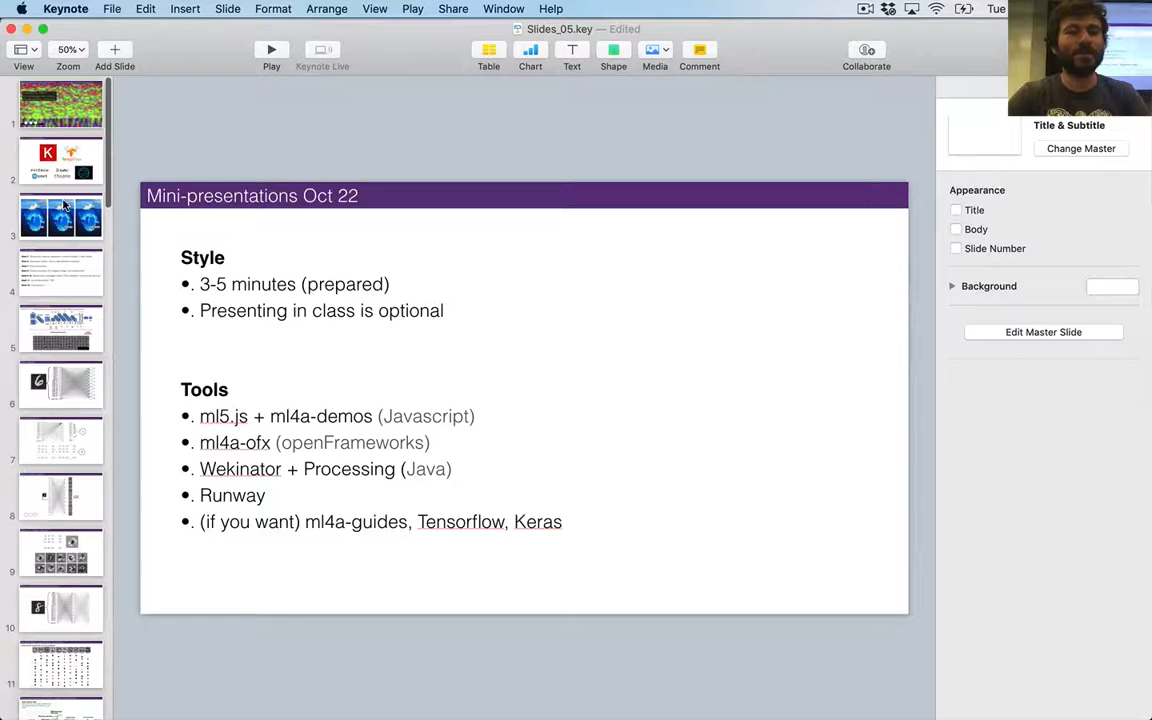 Keynote File Edit Insert Slide Format Arrange View Play Share Window Help Tue
Slides_05.key — Edited
50%
View Zoom Add Slide Play Keynote Live Table Chart Text Shape Media Comment Collaborate
1
2
3
4
5
6
7
8
9
10
11
Mini-presentations Oct 22
Style
•. 3-5 minutes (prepared)
•. Presenting in class is optional
Tools
•. ml5.js + ml4a-demos (Javascript)
•. ml4a-ofx (openFrameworks)
•. Wekinator + Processing (Java)
•. Runway
•. (if you want) ml4a-guides, Tensorflow, Keras
Title & Subtitle
Change Master
Appearance
Title
Body
Slide Number
Background
Edit Master Slide